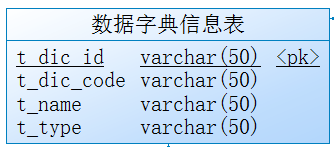 数据字典信息表
t_dic_id varchar(50) <pk>
t_dic_code varchar(50)
t_name varchar(50)
t_type varchar(50)